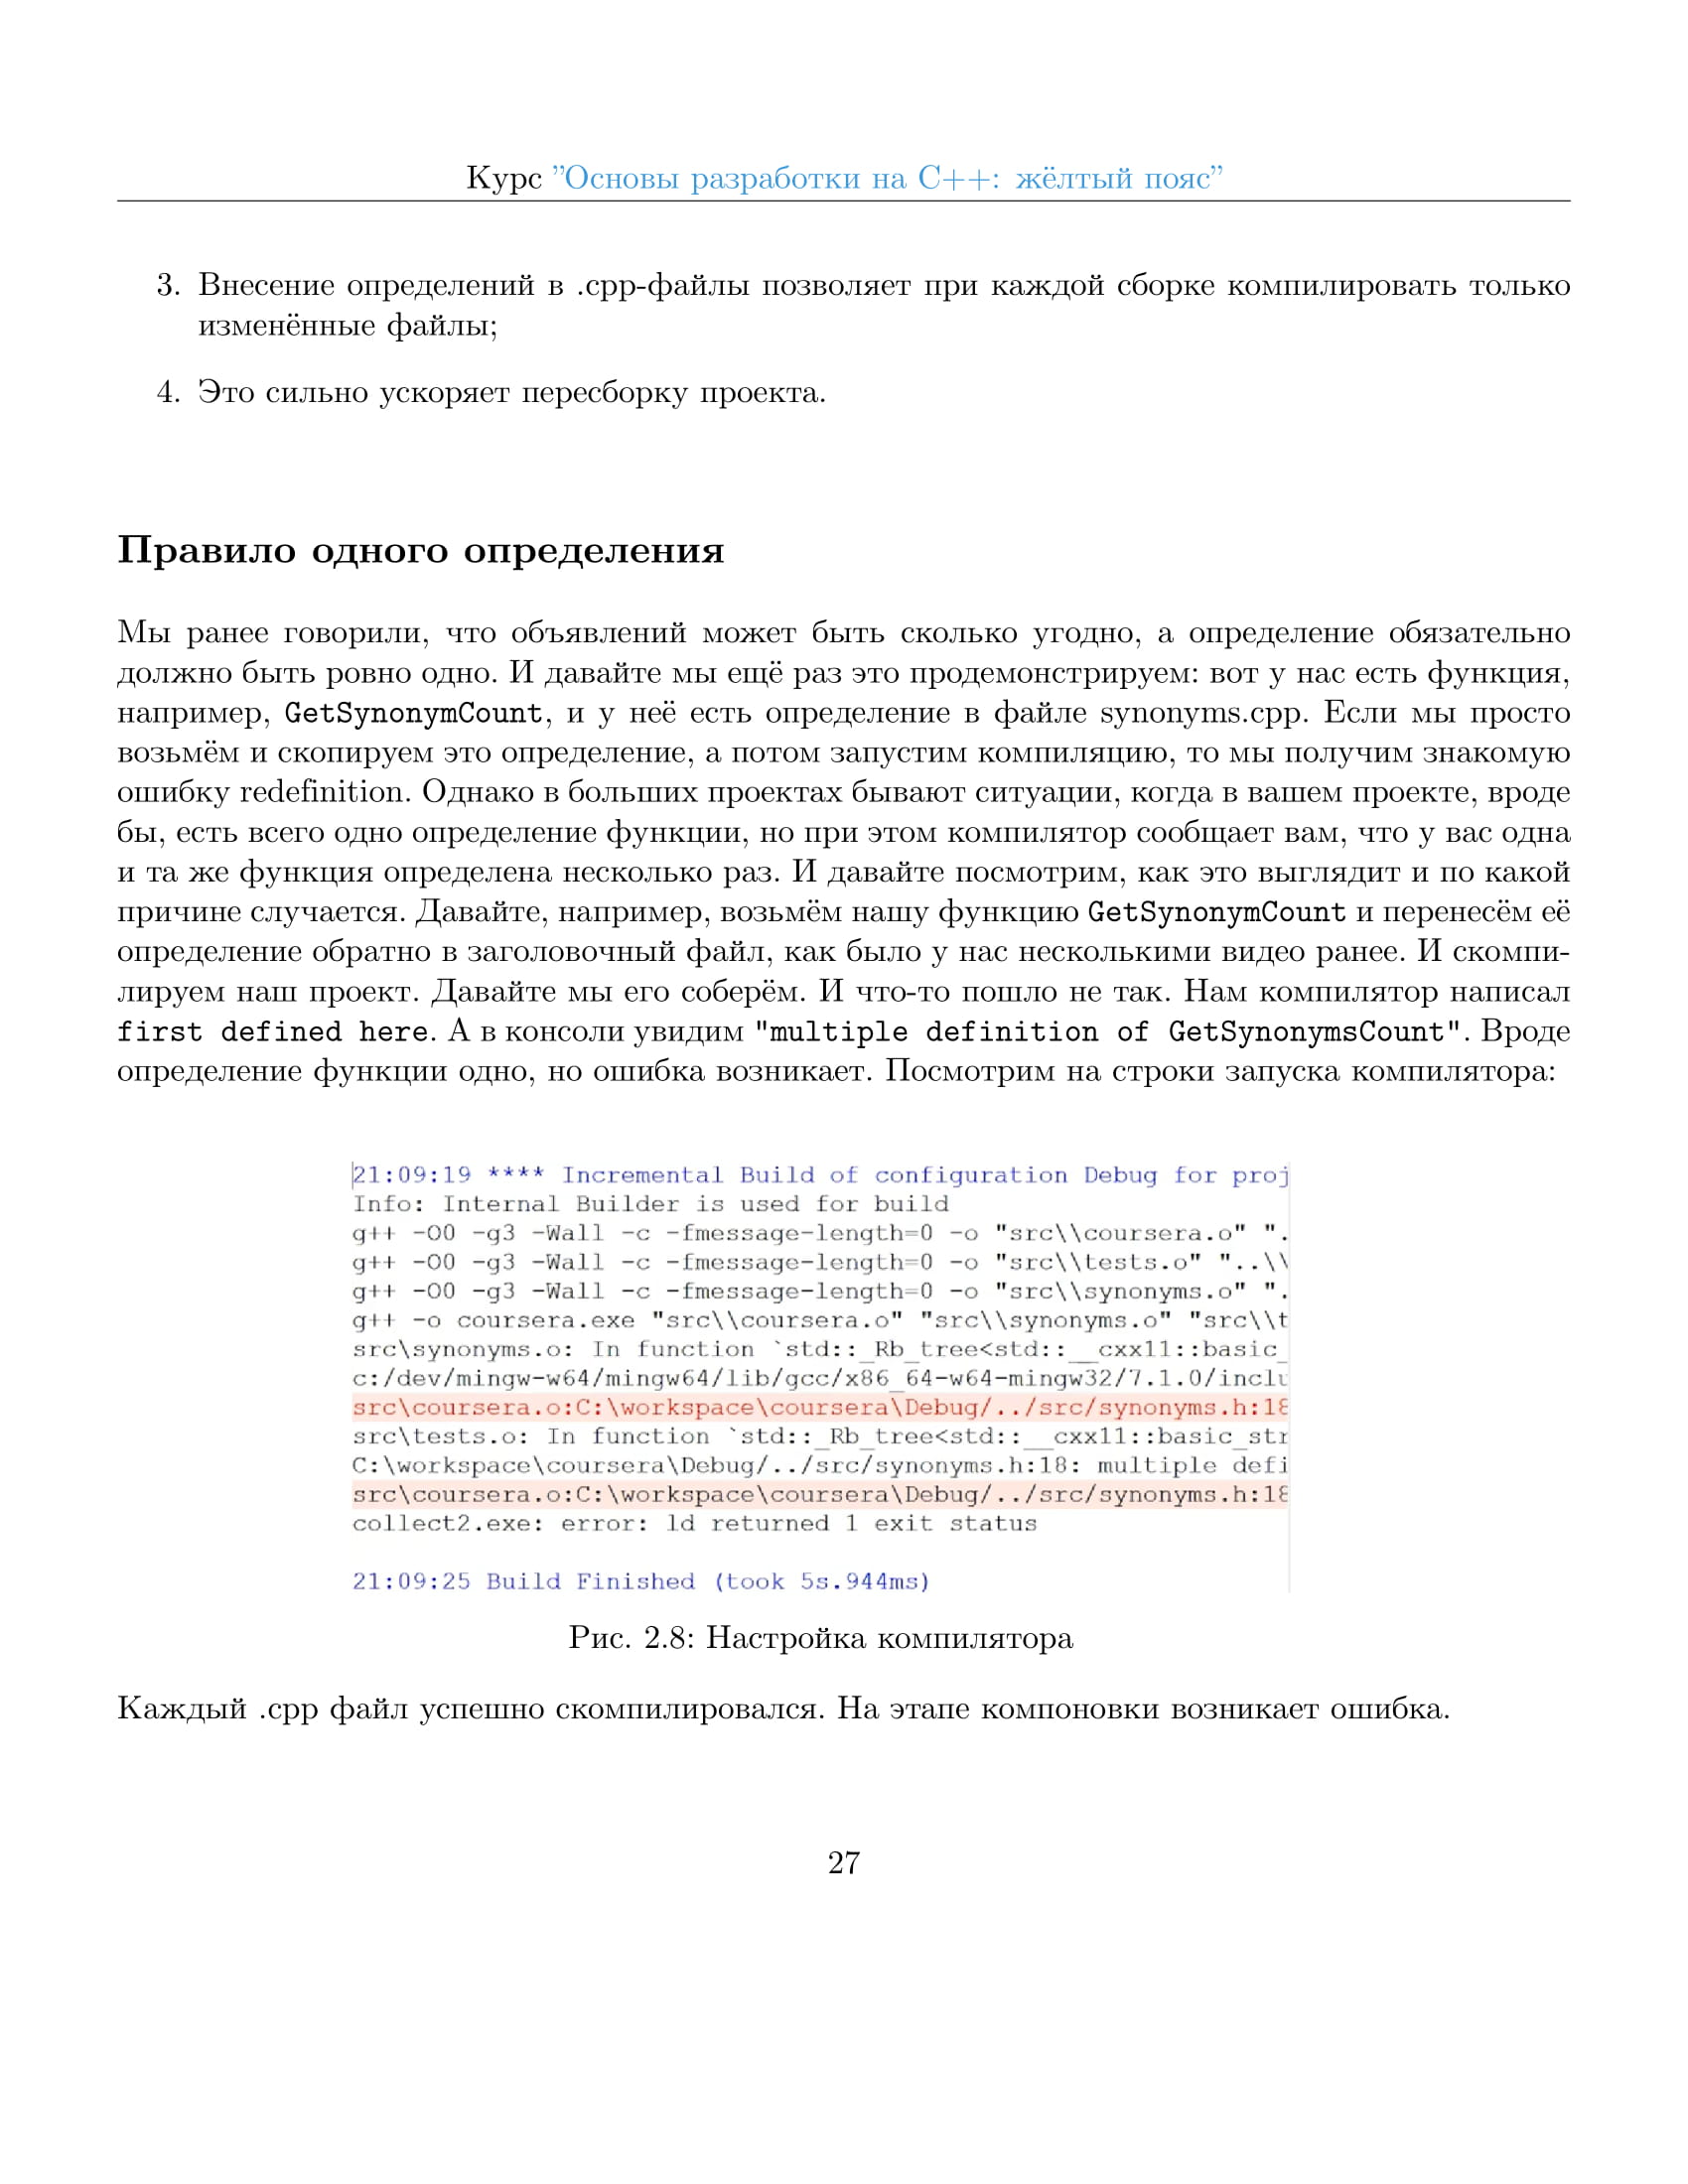 Курс ”Основы разработки на C++: жёлтый пояс”
3. Внесение определений в .cpp-файлы позволяет при каждой сборке компилировать только
изменённые файлы;
4. Это сильно ускоряет пересборку проекта.
Правило одного определения
Мы ранее говорили, что объявлений может быть сколько угодно, а определение обязательно
должно быть ровно одно. И давайте мы ещё раз это продемонстрируем: вот у нас есть функция,
например, GetSynonymCount, и у неё есть определение в файле synonyms.cpp. Если мы просто
возьмём и скопируем это определение, а потом запустим компиляцию, то мы получим знакомую
ошибку redefinition. Однако в больших проектах бывают ситуации, когда в вашем проекте, вроде
бы, есть всего одно определение функции, но при этом компилятор сообщает вам, что у вас одна
и та же функция определена несколько раз. И давайте посмотрим, как это выглядит и по какой
причине случается. Давайте, например, возьмём нашу функцию GetSynonymCount и перенесём её
определение обратно в заголовочный файл, как было у нас несколькими видео ранее. И скомпи-
лируем наш проект. Давайте мы его соберём. И что-то пошло не так. Нам компилятор написал
first defined here. А в консоли увидим "multiple definition of GetSynonymsCount". Вроде
определение функции одно, но ошибка возникает. Посмотрим на строки запуска компилятора:
21:09:19 **** Incremental Build of configuration Debug for proj
Info: Internal Builder is used for build
g++ -O0 -g3 -Wall -c -fmessage-length=0 -o "src\\coursera.o" ".
g++ -O0 -g3 -Wall -c -fmessage-length=0 -o "src\\tests.o" "..\\
g++ -O0 -g3 -Wall -c -fmessage-length=0 -o "src\\synonyms.o" ".
g++ -o coursera.exe "src\\coursera.o" "src\\synonyms.o" "src\\t
src\synonyms.o: In function `std::_Rb_tree<std::__cxx11::basic_
c:/dev/mingw-w64/mingw64/lib/gcc/x86_64-w64-mingw32/7.1.0/inclu
src\coursera.o:C:\workspace\coursera\Debug/../src/synonyms.h:18
src\tests.o: In function `std::_Rb_tree<std::__cxx11::basic_str
C:\workspace\coursera\Debug/../src/synonyms.h:18: multiple defi
src\coursera.o:C:\workspace\coursera\Debug/../src/synonyms.h:18
collect2.exe: error: ld returned 1 exit status
21:09:25 Build Finished (took 5s.944ms)
Рис. 2.8: Настройка компилятора
Каждый .cpp файл успешно скомпилировался. На этапе компоновки возникает ошибка.
27